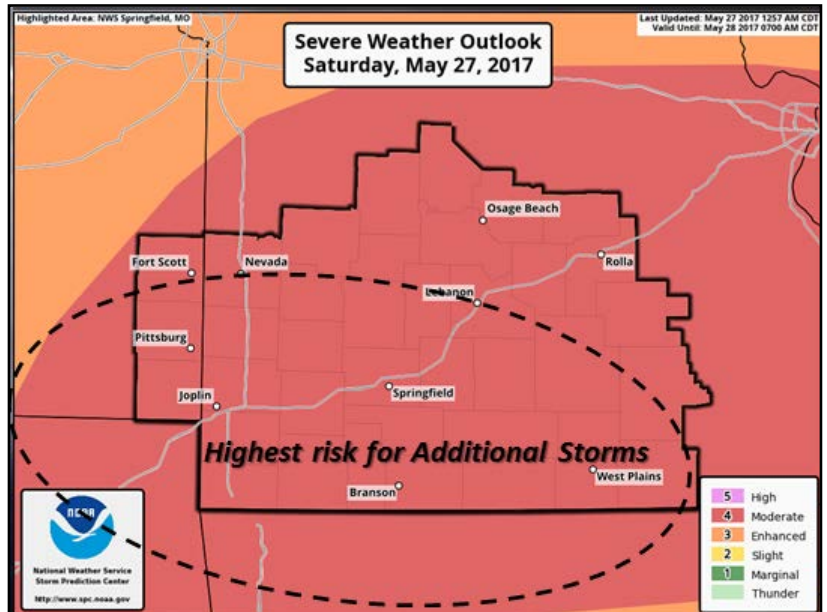 Highlighted Area: NWS Springfield, MO
Last Updated: May 27 2017 1257 AM CDT
Valid Until: May 28 2017 0700 AM CDT
Severe Weather Outlook
Saturday, May 27, 2017
Osage Beach
Fort Scott
Nevada
Rolla
Lebanon
Pittsburg
Springfield
Joplin
Highest risk for Additional Storms
West Plains
Branson
NOAA
National Weather Service
Storm Prediction Center
http://www.spc.noaa.gov
5 High
4 Moderate
3 Enhanced
2 Slight
1 Marginal
Thunder